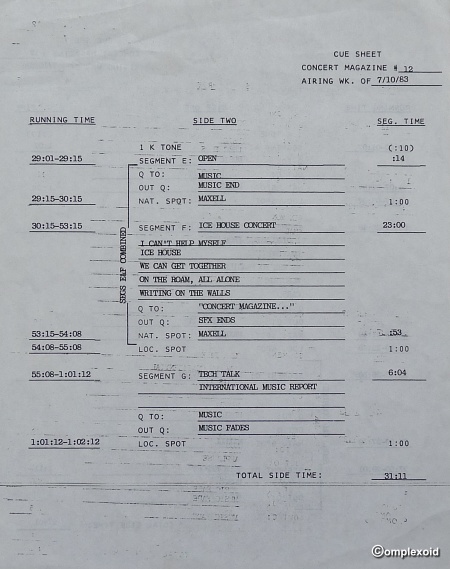 CUE SHEET
CONCERT MAGAZINE # 12
AIRING WK. OF 7/10/83
RUNNING TIME SIDE TWO SEG. TIME
1 K TONE (:10)
29:01-29:15 SEGMENT E: OPEN :14
Q TO: MUSIC
OUT Q: MUSIC END
29:15-30:15 NAT. SPOT: MAXELL 1:00
30:15-53:15 SEGMENT F: ICE HOUSE CONCERT 23:00
I CAN'T HELP MYSELF
ICE HOUSE
WE CAN GET TOGETHER
ON THE ROAM, ALL ALONE
WRITING ON THE WALLS
SEGS E&F COMBINED
Q TO: "CONCERT MAGAZINE..."
OUT Q: SFX ENDS
53:15-54:08 NAT. SPOT: MAXELL :53
54:08-55:08 LOC. SPOT 1:00
55:08-1:01:12 SEGMENT G: TECH TALK 6:04
INTERNATIONAL MUSIC REPORT
Q TO: MUSIC
OUT Q: MUSIC FADES
1:01:12-1:02:12 LOC. SPOT 1:00
TOTAL SIDE TIME: 31:11
©omplexoid